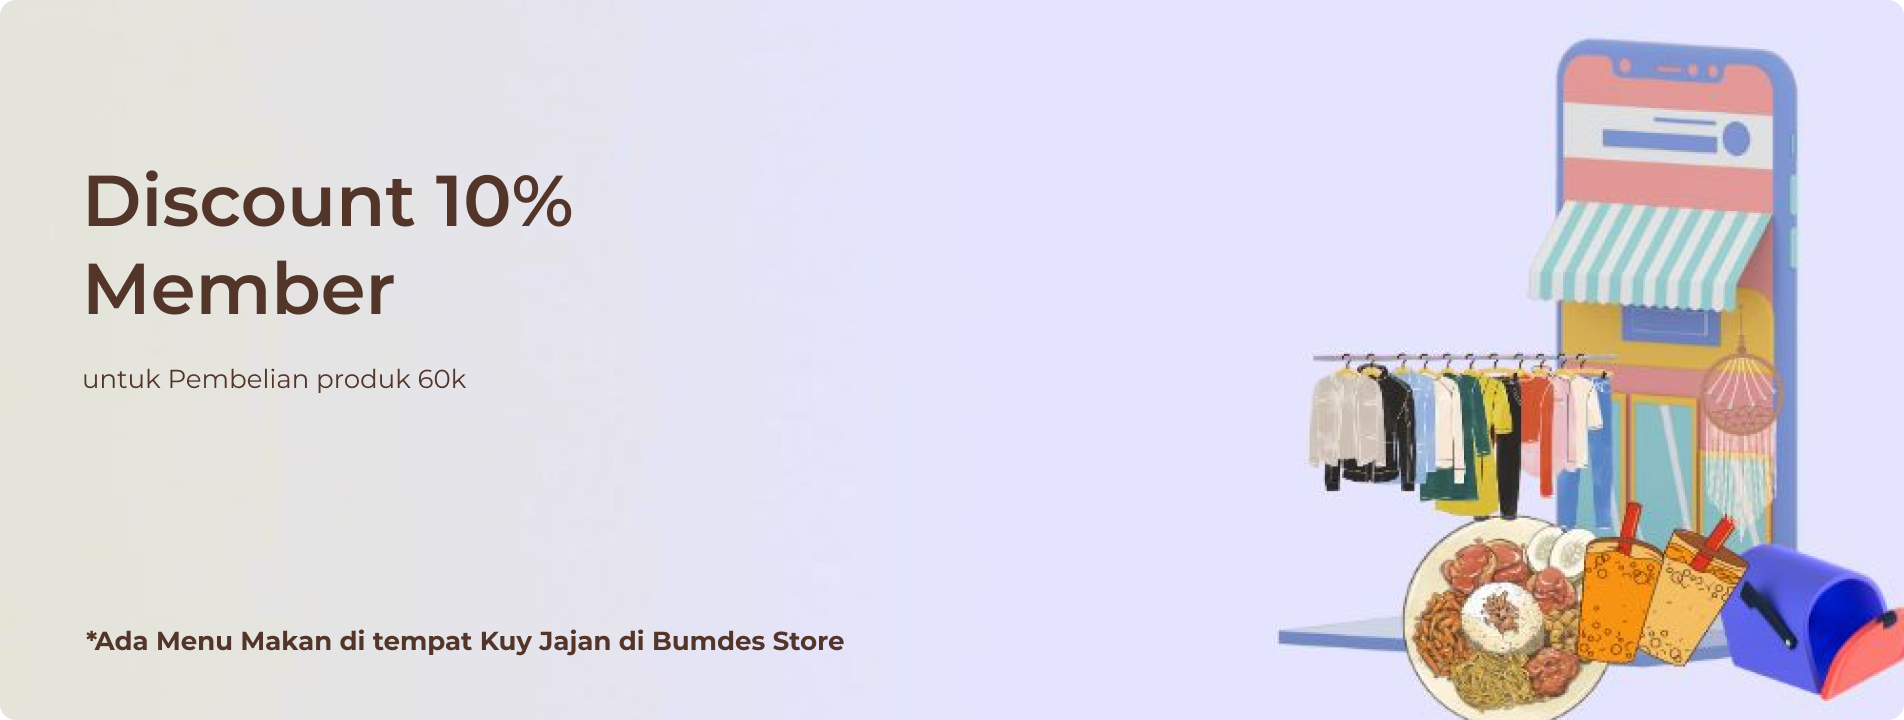 Discount 10%
Member
untuk Pembelian produk 60k
*Ada Menu Makan di tempat Kuy Jajan di Bumdes Store